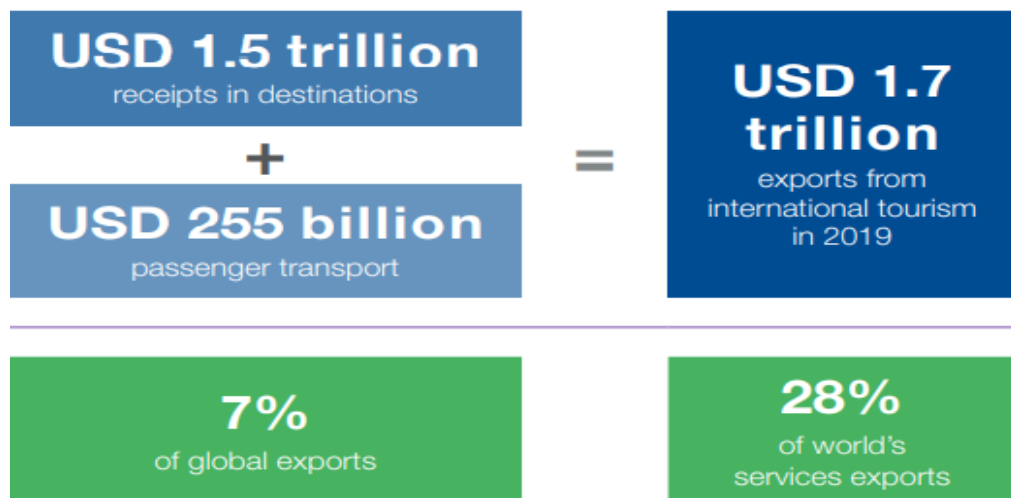 USD 1.5 trillion
receipts in destinations
+
USD 255 billion
passenger transport
=
USD 1.7
trillion
exports from
international tourism
in 2019
7%
of global exports
28%
of world's
services exports